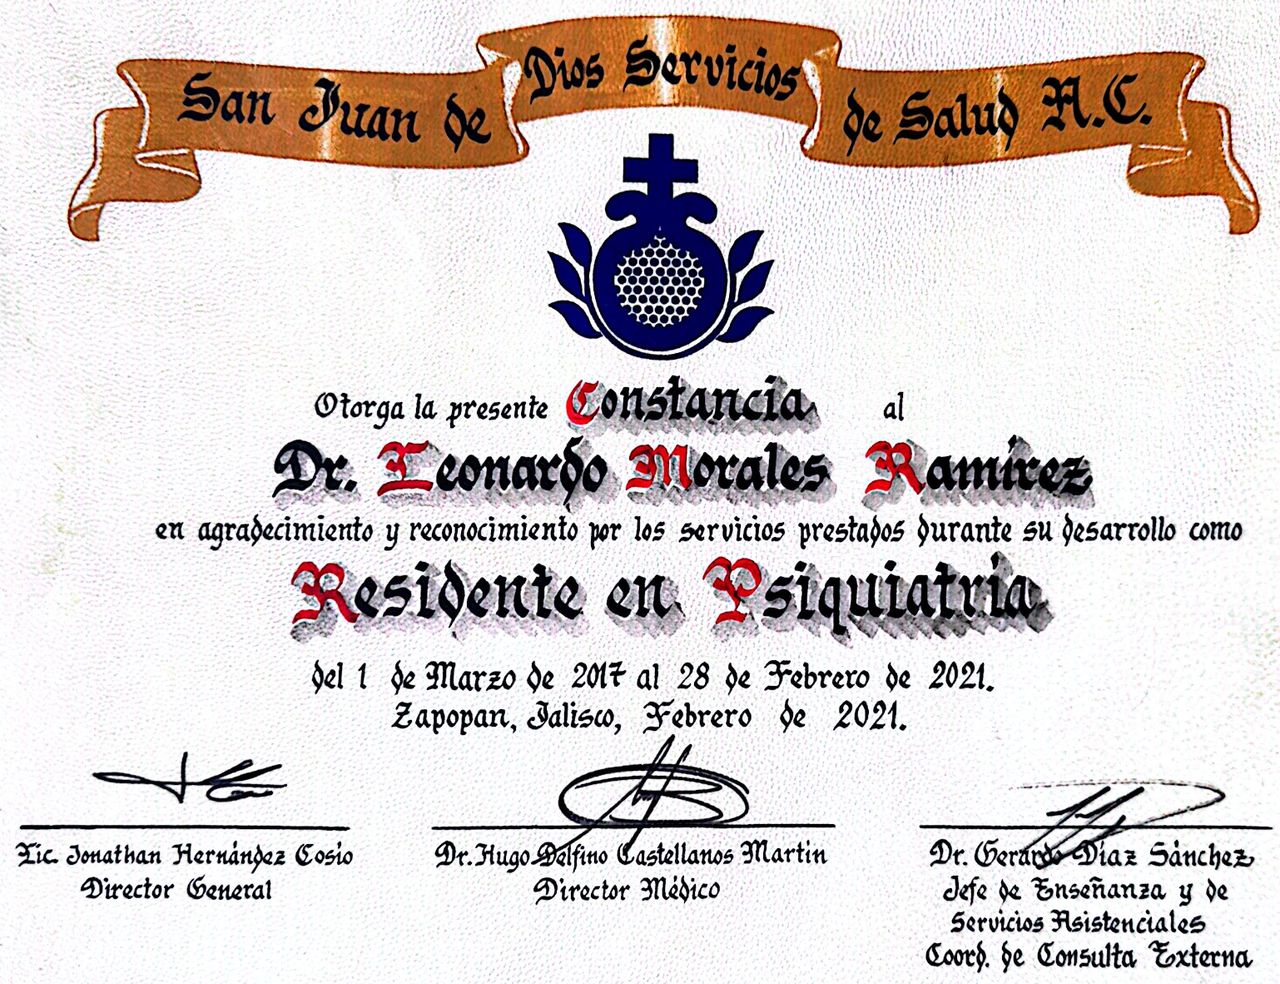 San Juan de Dios Servicios de Salud A.C.
Otorga la presente Constancia al
Dr. Leonardo Morales Ramírez
en agradecimiento y reconocimiento por los servicios prestados durante su desarrollo como
Residente en Psiquiatría
del 1 de Marzo de 2017 al 28 de Febrero de 2021.
Zapopan, Jalisco, Febrero de 2021.
Lic. Jonathan Hernández Cosio
Director General
Dr. Hugo Delfino Castellanos Martin
Director Médico
Dr. Gerardo Díaz Sánchez
Jefe de Enseñanza y de
Servicios Asistenciales
Coord. de Consulta Externa